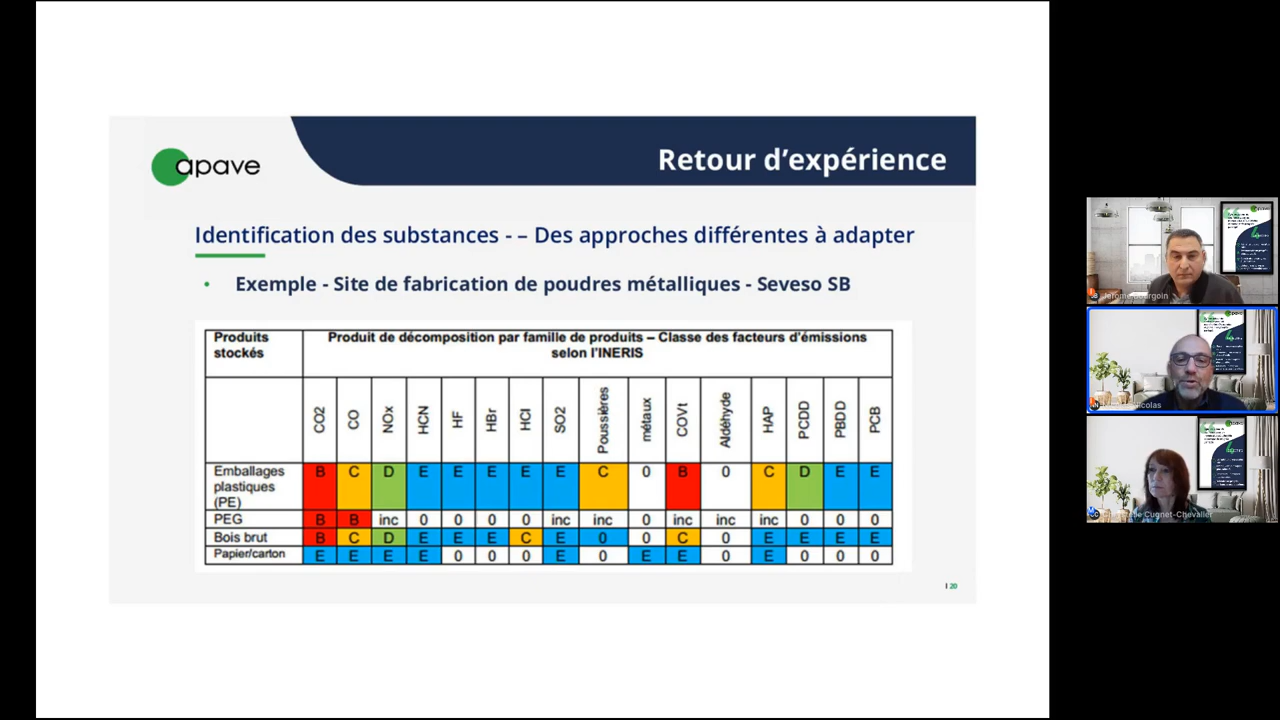 apave
Retour d'expérience
Identification des substances - – Des approches différentes à adapter
• Exemple - Site de fabrication de poudres métalliques - Seveso SB
Produits stockés
Produit de décomposition par famille de produits – Classe des facteurs d'émissions
selon l'INERIS
CO2 CO NOx HCN HF HBr HCl SO2 Poussières métaux COVt Aldéhyde HAP PCDD PBDD PCB
Emballages plastiques (PE) B C D E E E E E C 0 B 0 C D E E
PEG B B inc 0 0 0 0 inc inc 0 inc inc inc 0 0 0
Bois brut B C D E E E C E 0 0 C 0 E E E E
Papier/carton E E E E 0 0 0 E 0 E E 0 E 0 0 0
| 20
Cugnet-Chevalier